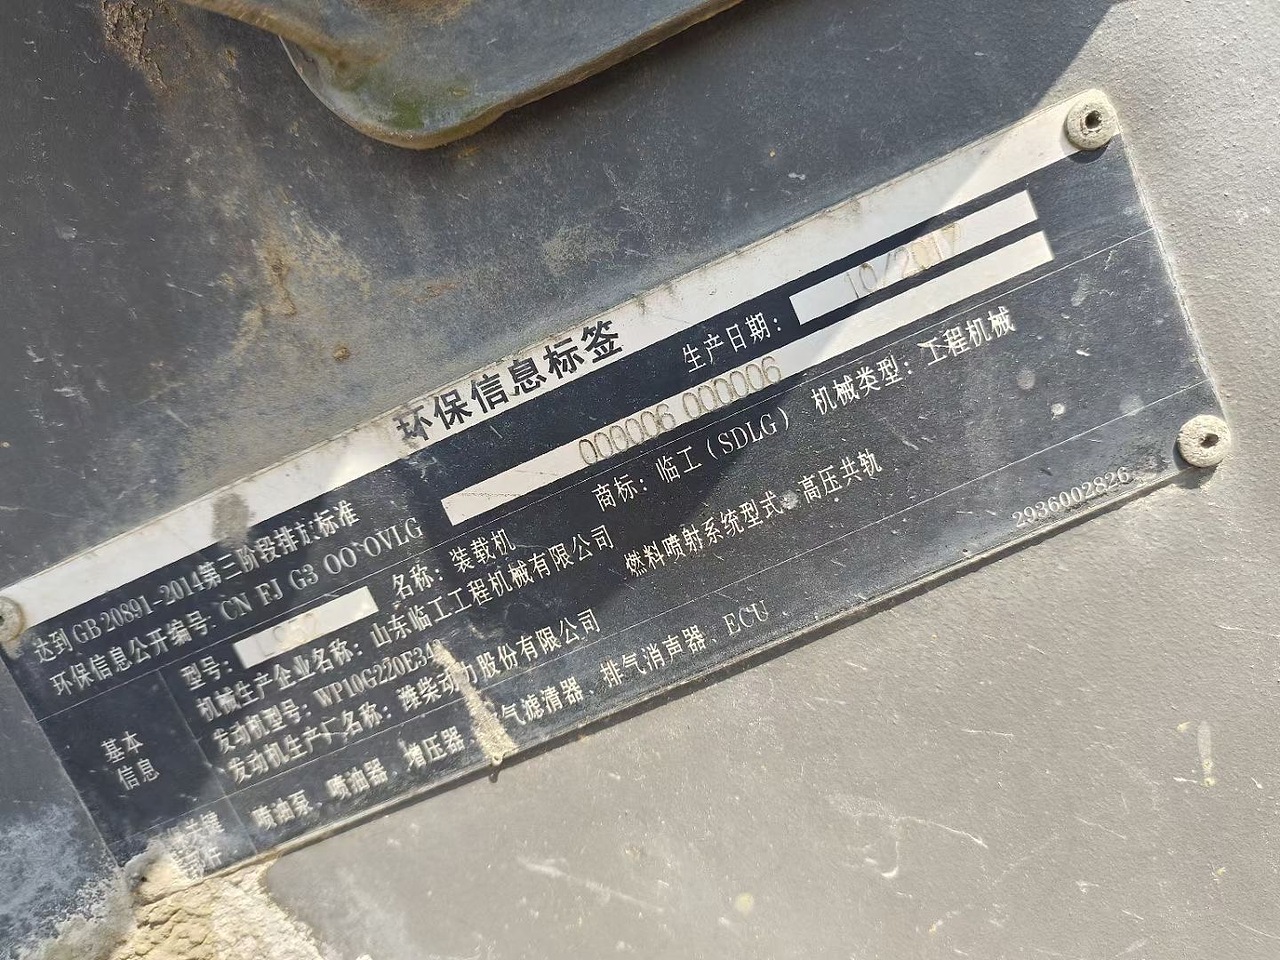 环保信息标签
达到GB 20891-2014第三阶段排放标准 生产日期: 10/201
环保信息公开编号: CN FJ G3 00 0VLG 000006 000006
型号: 名称: 装载机 商标: 临工(SDLG) 机械类型: 工程机械
机械生产企业名称: 山东临工工程机械有限公司
发动机型号: WP10G220E34 燃料喷射系统型式: 高压共轨
发动机生产厂名称: 潍柴动力股份有限公司
基本
信息
喷油泵、喷油器、增压器、气滤清器、排气消声器、ECU
关键
2936002826